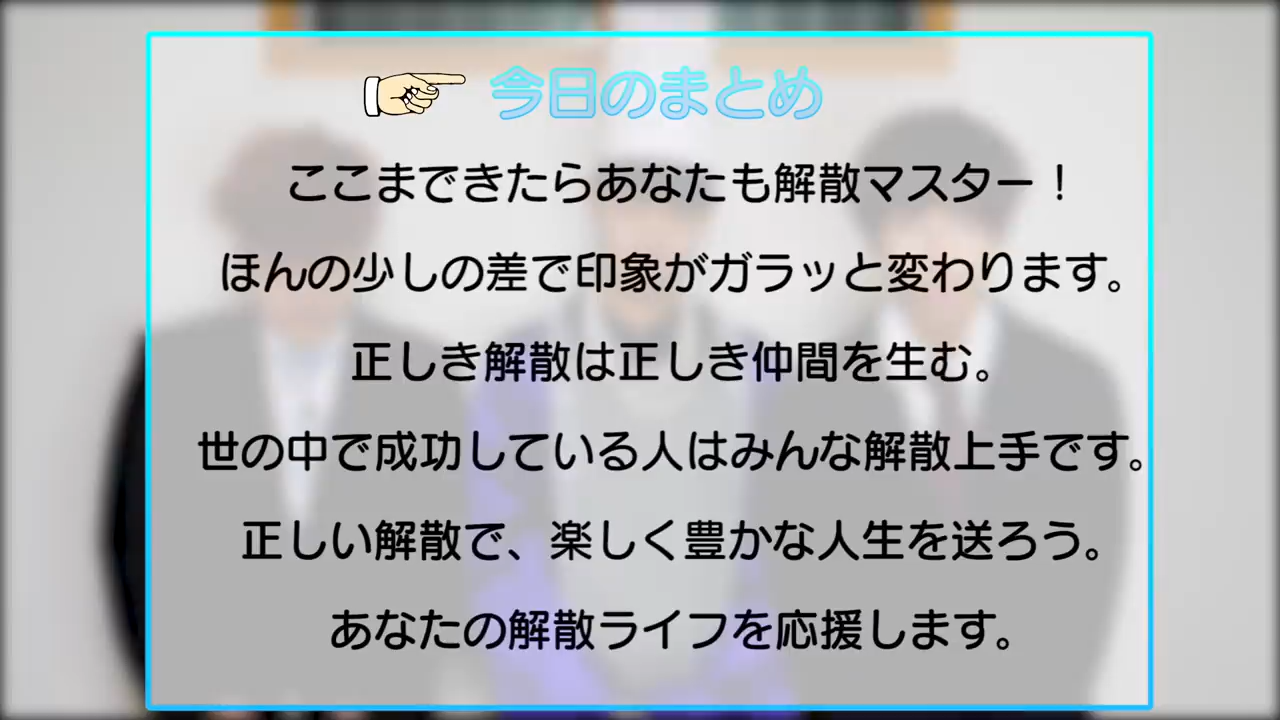 今日のまとめ
ここまできたらあなたも解散マスター！
ほんの少しの差で印象がガラッと変わります。
正しき解散は正しき仲間を生む。
世の中で成功している人はみんな解散上手です。
正しい解散で、楽しく豊かな人生を送ろう。
あなたの解散ライフを応援します。